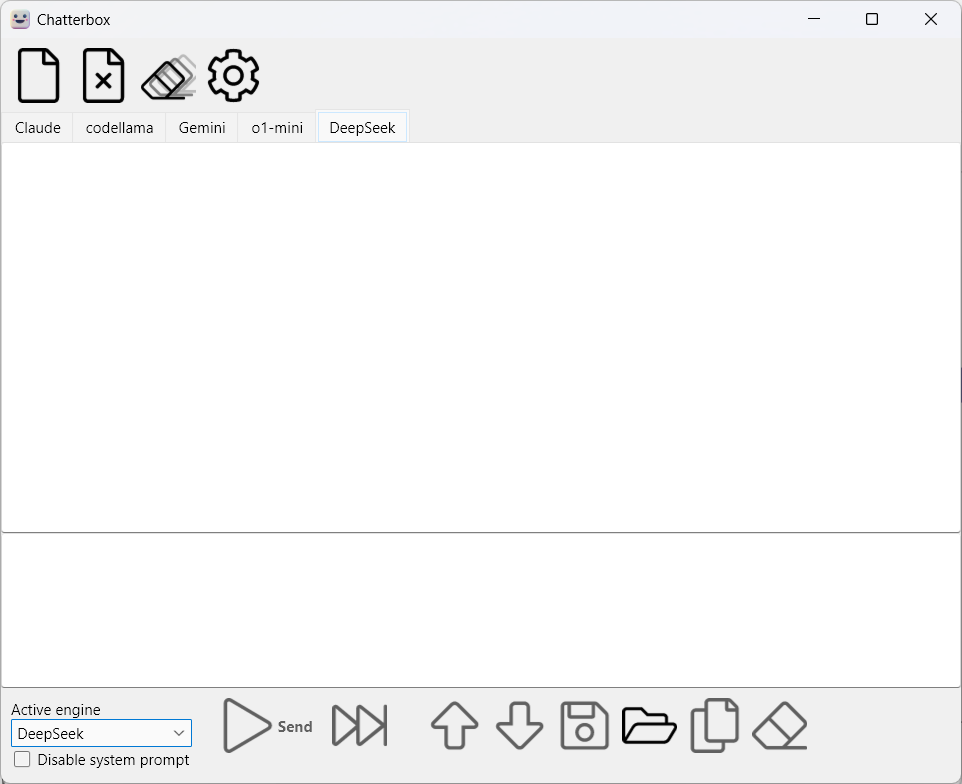 Chatterbox
Claude codellama Gemini o1-mini DeepSeek
Active engine
DeepSeek
Send
Disable system prompt